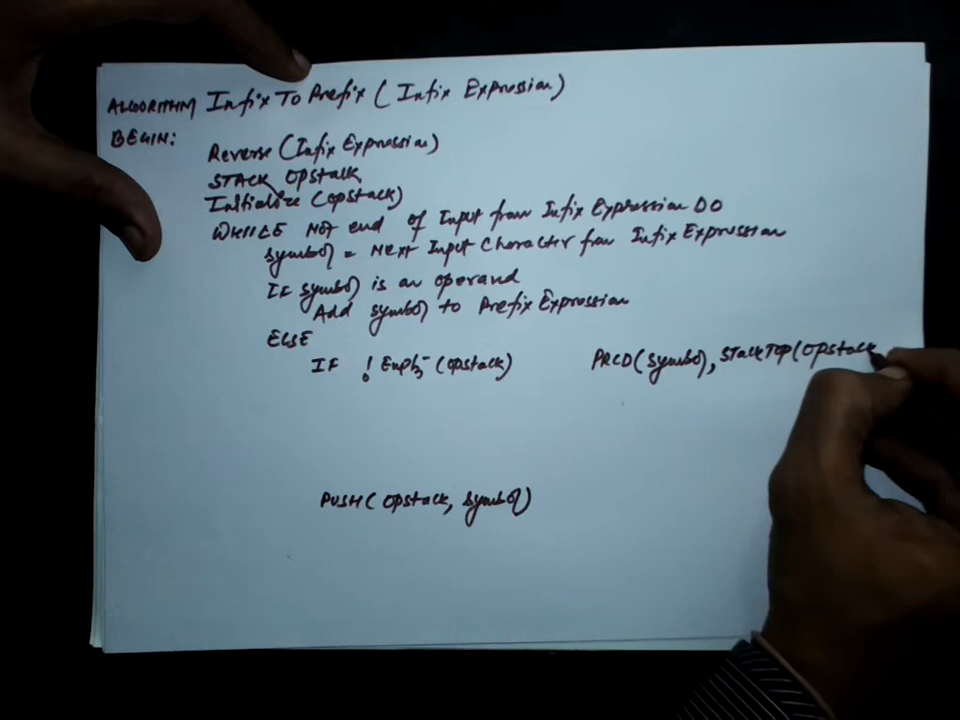 ALGORITHM Infix To Prefix ( Infix Expression )
BEGIN:
Reverse ( Infix Expression )
STACK OpStack
Initialize ( OpStack )
WHILE Not end of Input from Infix Expression DO
Symbol = Next Input Character from Infix Expression
IF Symbol is an operand
Add symbol to Prefix Expression
ELSE
IF ! Empty ( OpStack ) PRCD ( symbol ) , StackTop ( OpStack
PUSH ( OpStack , symbol )